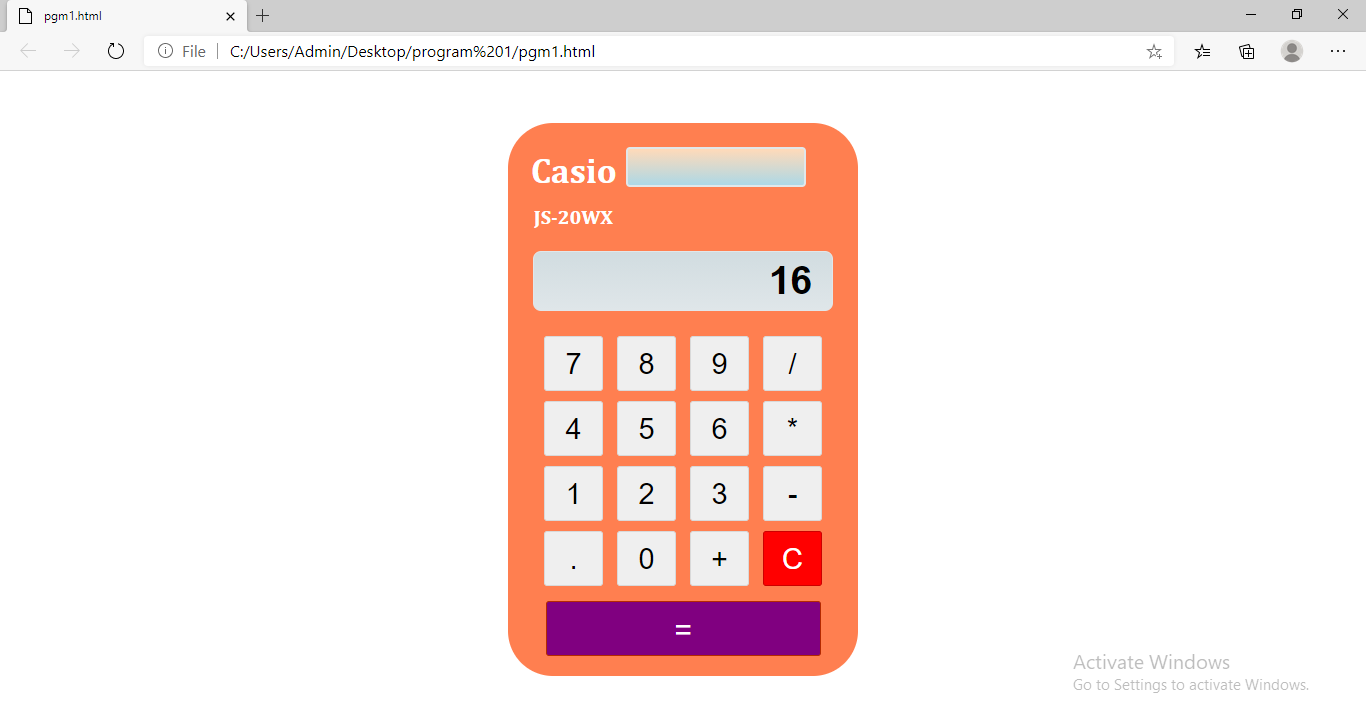 pgm1.html
File C:/Users/Admin/Desktop/program%201/pgm1.html
Casio
JS-20WX
16
7 8 9 /
4 5 6 *
1 2 3 -
. 0 + C
=
Activate Windows
Go to Settings to activate Windows.